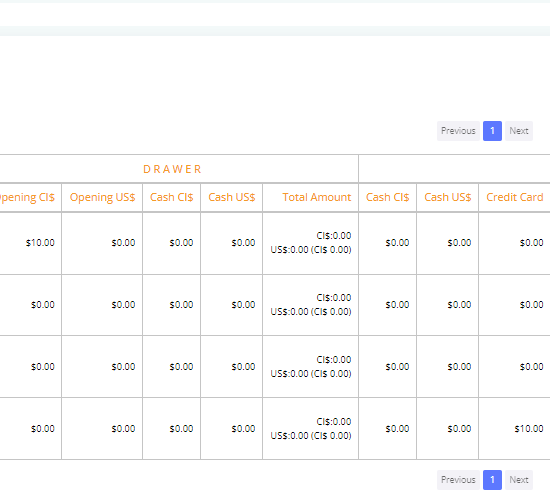 Previous 1 Next
DRAWER
pening CI$ Opening US$ Cash CI$ Cash US$ Total Amount Cash CI$ Cash US$ Credit Card
$10.00 $0.00 $0.00 $0.00 CI$:0.00 $0.00 $0.00 $0.00
US$:0.00 (CI$ 0.00)
$0.00 $0.00 $0.00 $0.00 CI$:0.00 $0.00 $0.00 $0.00
US$:0.00 (CI$ 0.00)
$0.00 $0.00 $0.00 $0.00 CI$:0.00 $0.00 $0.00 $0.00
US$:0.00 (CI$ 0.00)
$0.00 $0.00 $0.00 $0.00 CI$:0.00 $0.00 $0.00 $10.00
US$:0.00 (CI$ 0.00)
Previous 1 Next